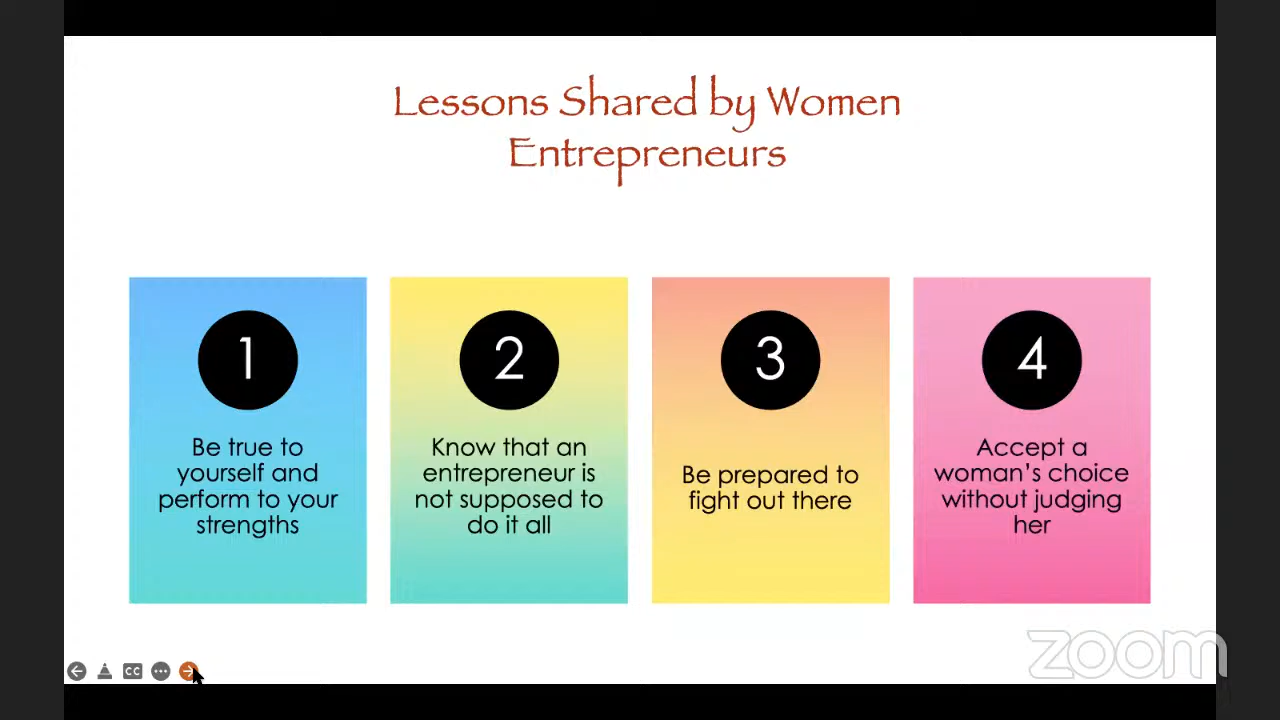 Lessons Shared by Women
Entrepreneurs
1
Be true to
yourself and
perform to your
strengths
2
Know that an
entrepreneur is
not supposed to
do it all
3
Be prepared to
fight out there
4
Accept a
woman's choice
without judging
her
CC
zoom